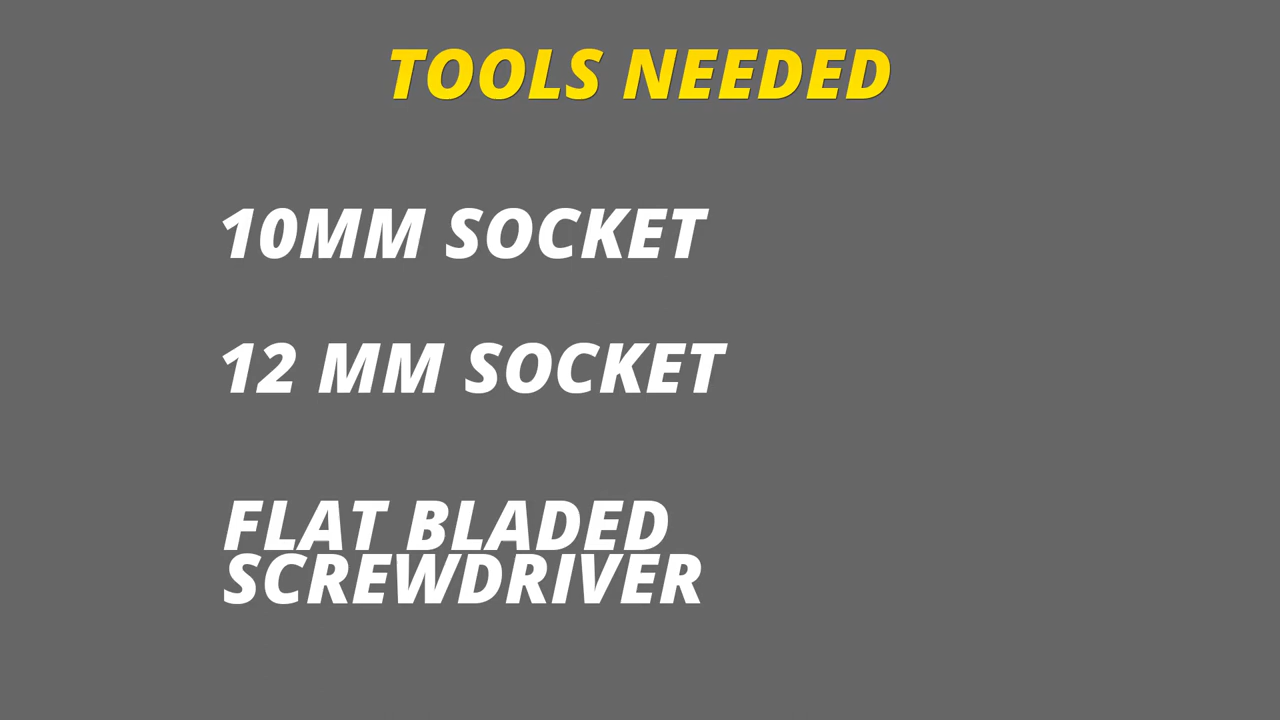 TOOLS NEEDED
10MM SOCKET
12 MM SOCKET
FLAT BLADED
SCREWDRIVER